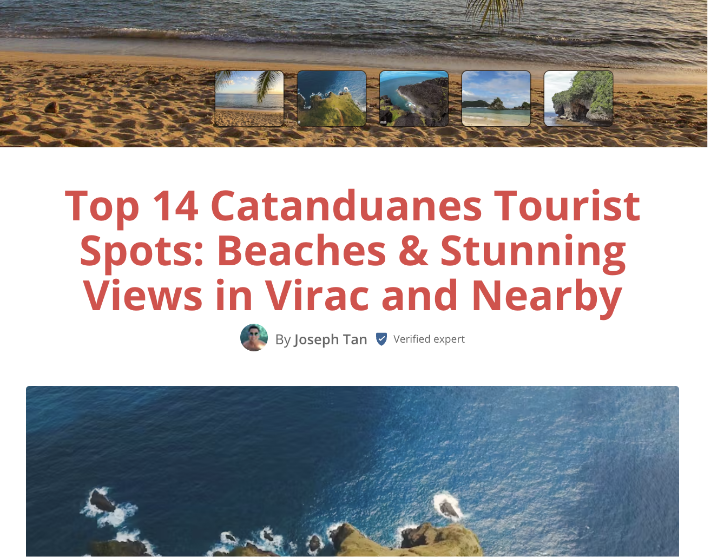 Top 14 Catanduanes Tourist
Spots: Beaches & Stunning
Views in Virac and Nearby
By Joseph Tan Verified expert